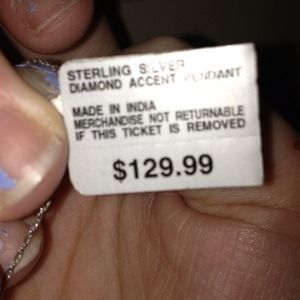 STERLING SILVER
DIAMOND ACCENT PENDANT
MADE IN INDIA
MERCHANDISE NOT RETURNABLE
IF THIS TICKET IS REMOVED
$129.99